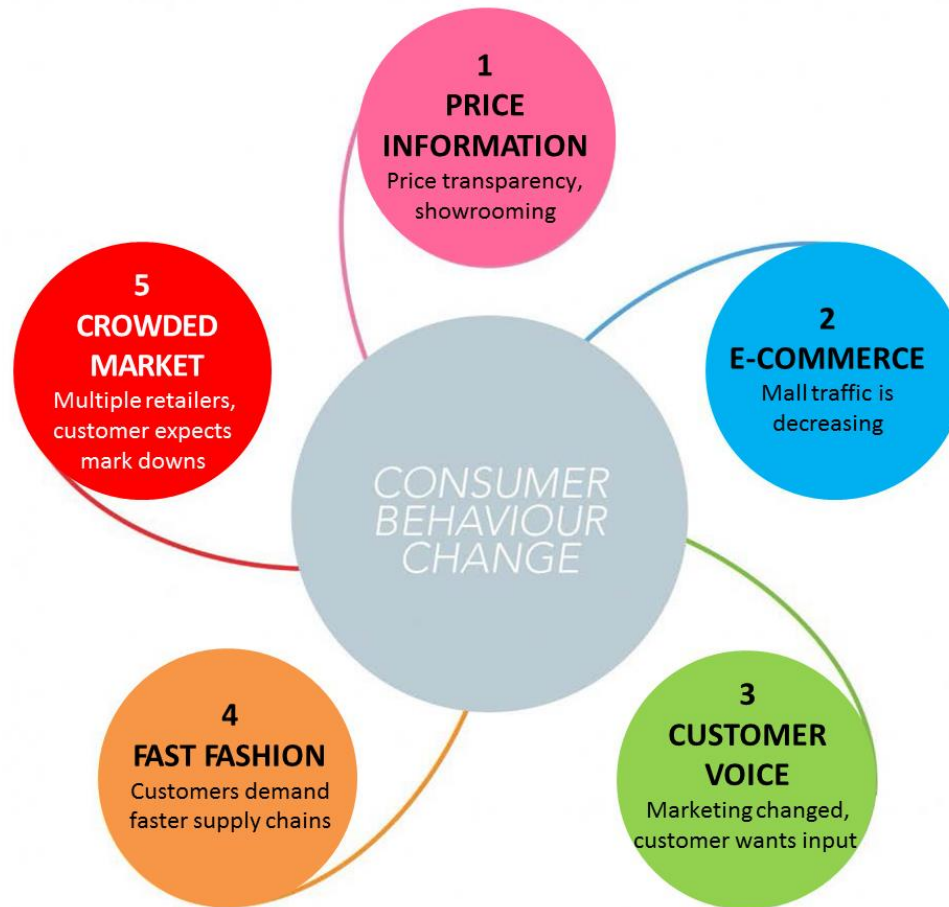 1
PRICE
INFORMATION
Price transparency,
showrooming
2
E-COMMERCE
Mall traffic is
decreasing
3
CUSTOMER
VOICE
Marketing changed,
customer wants input
4
FAST FASHION
Customers demand
faster supply chains
5
CROWDED
MARKET
Multiple retailers,
customer expects
mark downs
CONSUMER
BEHAVIOUR
CHANGE